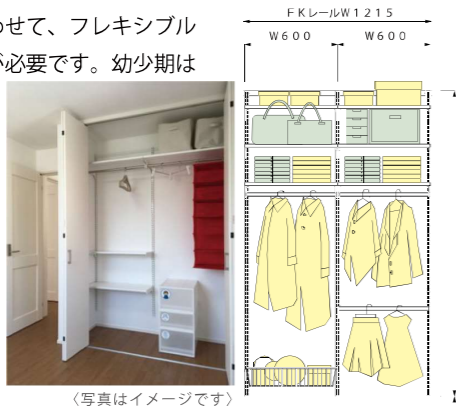 わせて、フレキシブル
が必要です。幼少期は
ＦＫレールＷ１２１５
Ｗ６００
Ｗ６００
〈写真はイメージです〉